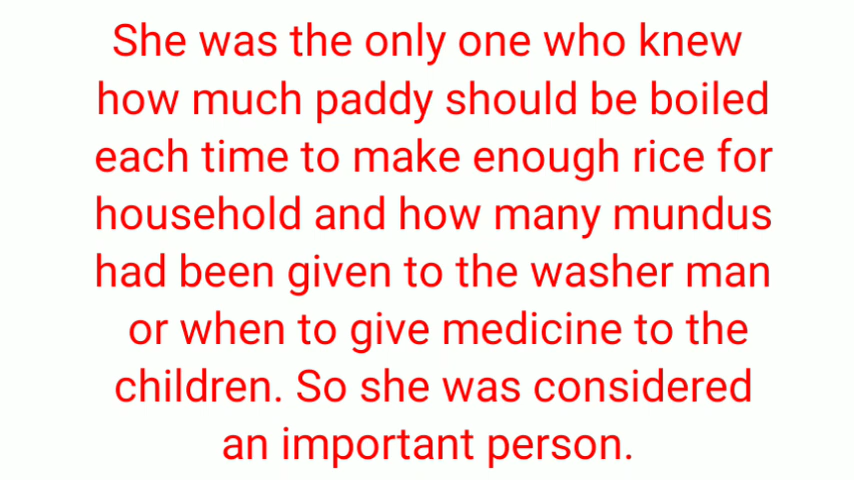 She was the only one who knew
how much paddy should be boiled
each time to make enough rice for
household and how many mundus
had been given to the washer man
or when to give medicine to the
children. So she was considered
an important person.